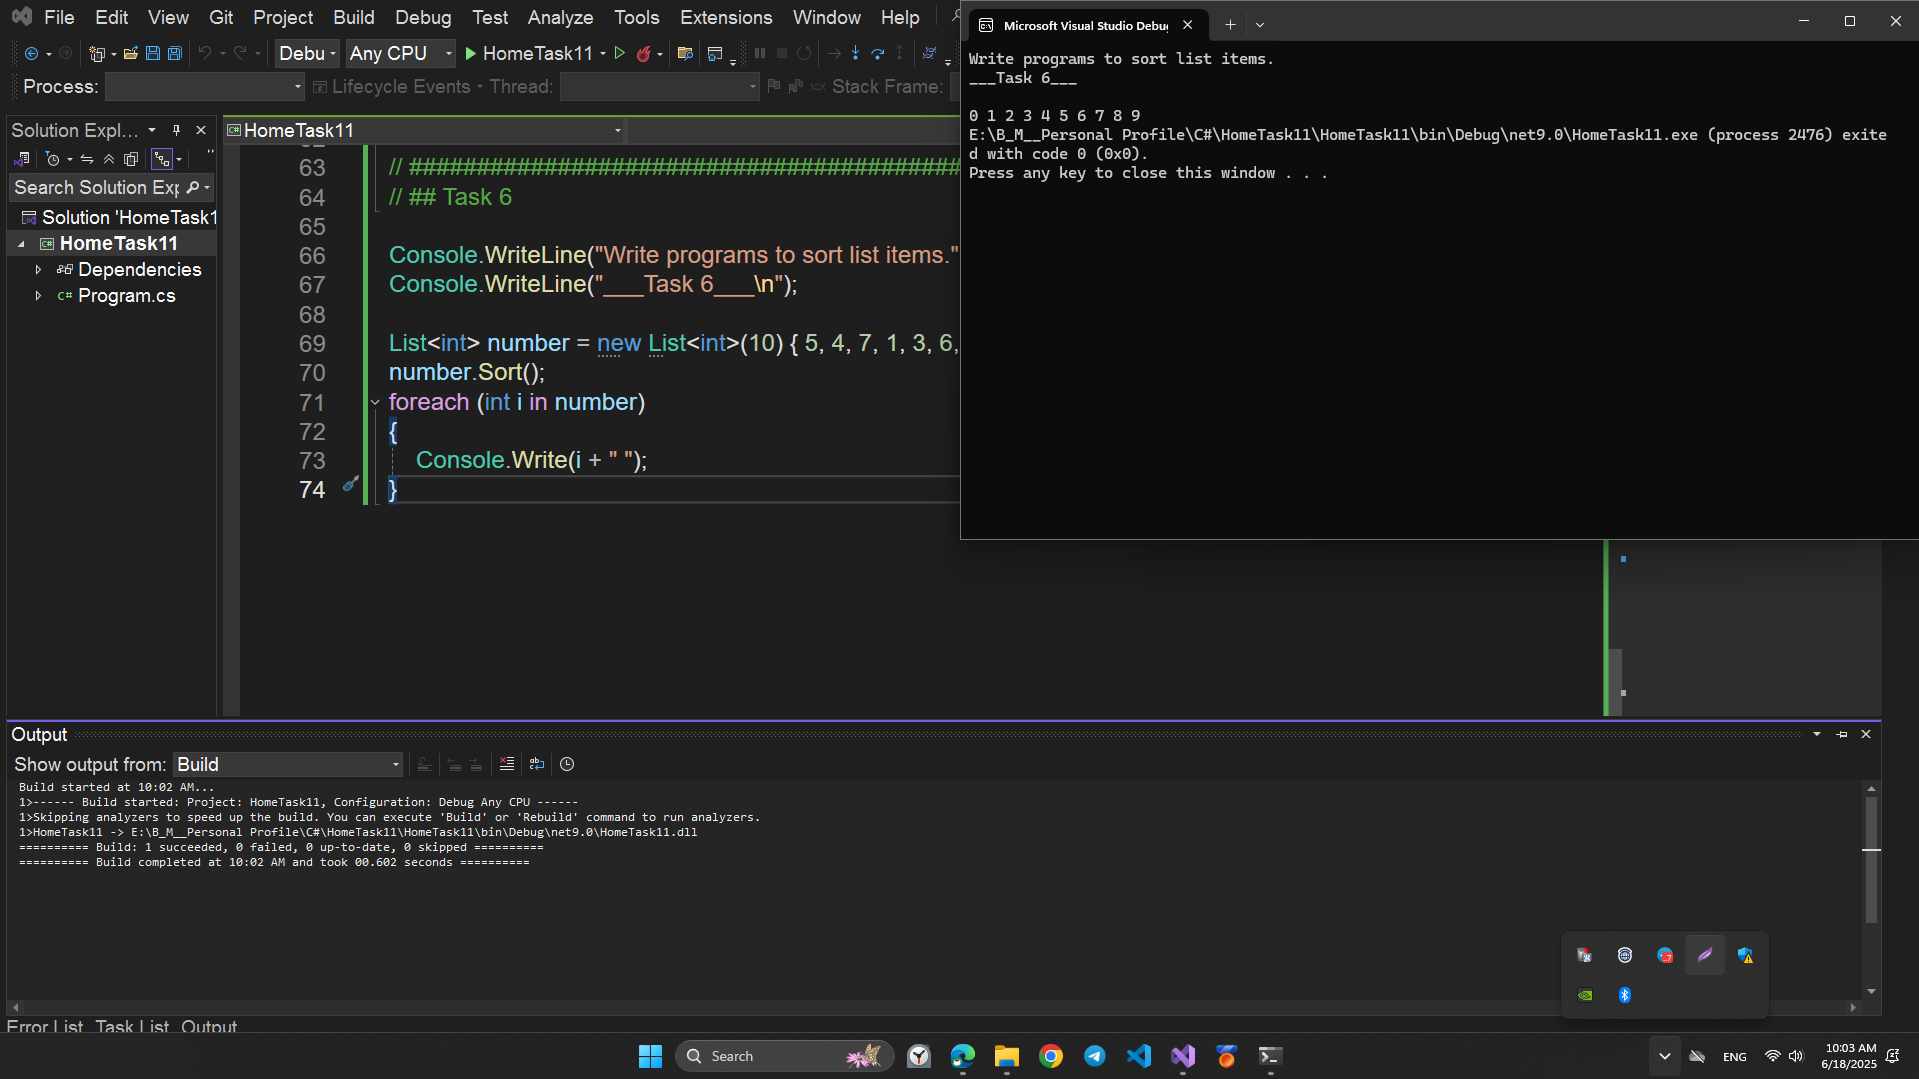 File Edit View Git Project Build Debug Test Analyze Tools Extensions Window Help
Debu Any CPU HomeTask11
Process: Lifecycle Events Thread: Stack Frame:
Solution Expl...
Search Solution Exp
Solution 'HomeTask1
HomeTask11
Dependencies
C# Program.cs
C# HomeTask11
63 // #########################################
64 // ## Task 6
65
66 Console.WriteLine("Write programs to sort list items."
67 Console.WriteLine("___Task 6___\n");
68
69 List<int> number = new List<int>(10) { 5, 4, 7, 1, 3, 6,
70 number.Sort();
71 foreach (int i in number)
72 {
73 Console.Write(i + " ");
74 }
Microsoft Visual Studio Debu
Write programs to sort list items.
___Task 6___
0 1 2 3 4 5 6 7 8 9
E:\B_M__Personal Profile\C#\HomeTask11\HomeTask11\bin\Debug\net9.0\HomeTask11.exe (process 2476) exite
d with code 0 (0x0).
Press any key to close this window . . .
Output
Show output from: Build
Build started at 10:02 AM...
1>------ Build started: Project: HomeTask11, Configuration: Debug Any CPU ------
1>Skipping analyzers to speed up the build. You can execute 'Build' or 'Rebuild' command to run analyzers.
1>HomeTask11 -> E:\B_M__Personal Profile\C#\HomeTask11\HomeTask11\bin\Debug\net9.0\HomeTask11.dll
========== Build: 1 succeeded, 0 failed, 0 up-to-date, 0 skipped ==========
========== Build completed at 10:02 AM and took 00.602 seconds ==========
Error List Task List Output
Search
ENG
10:03 AM
6/18/2025